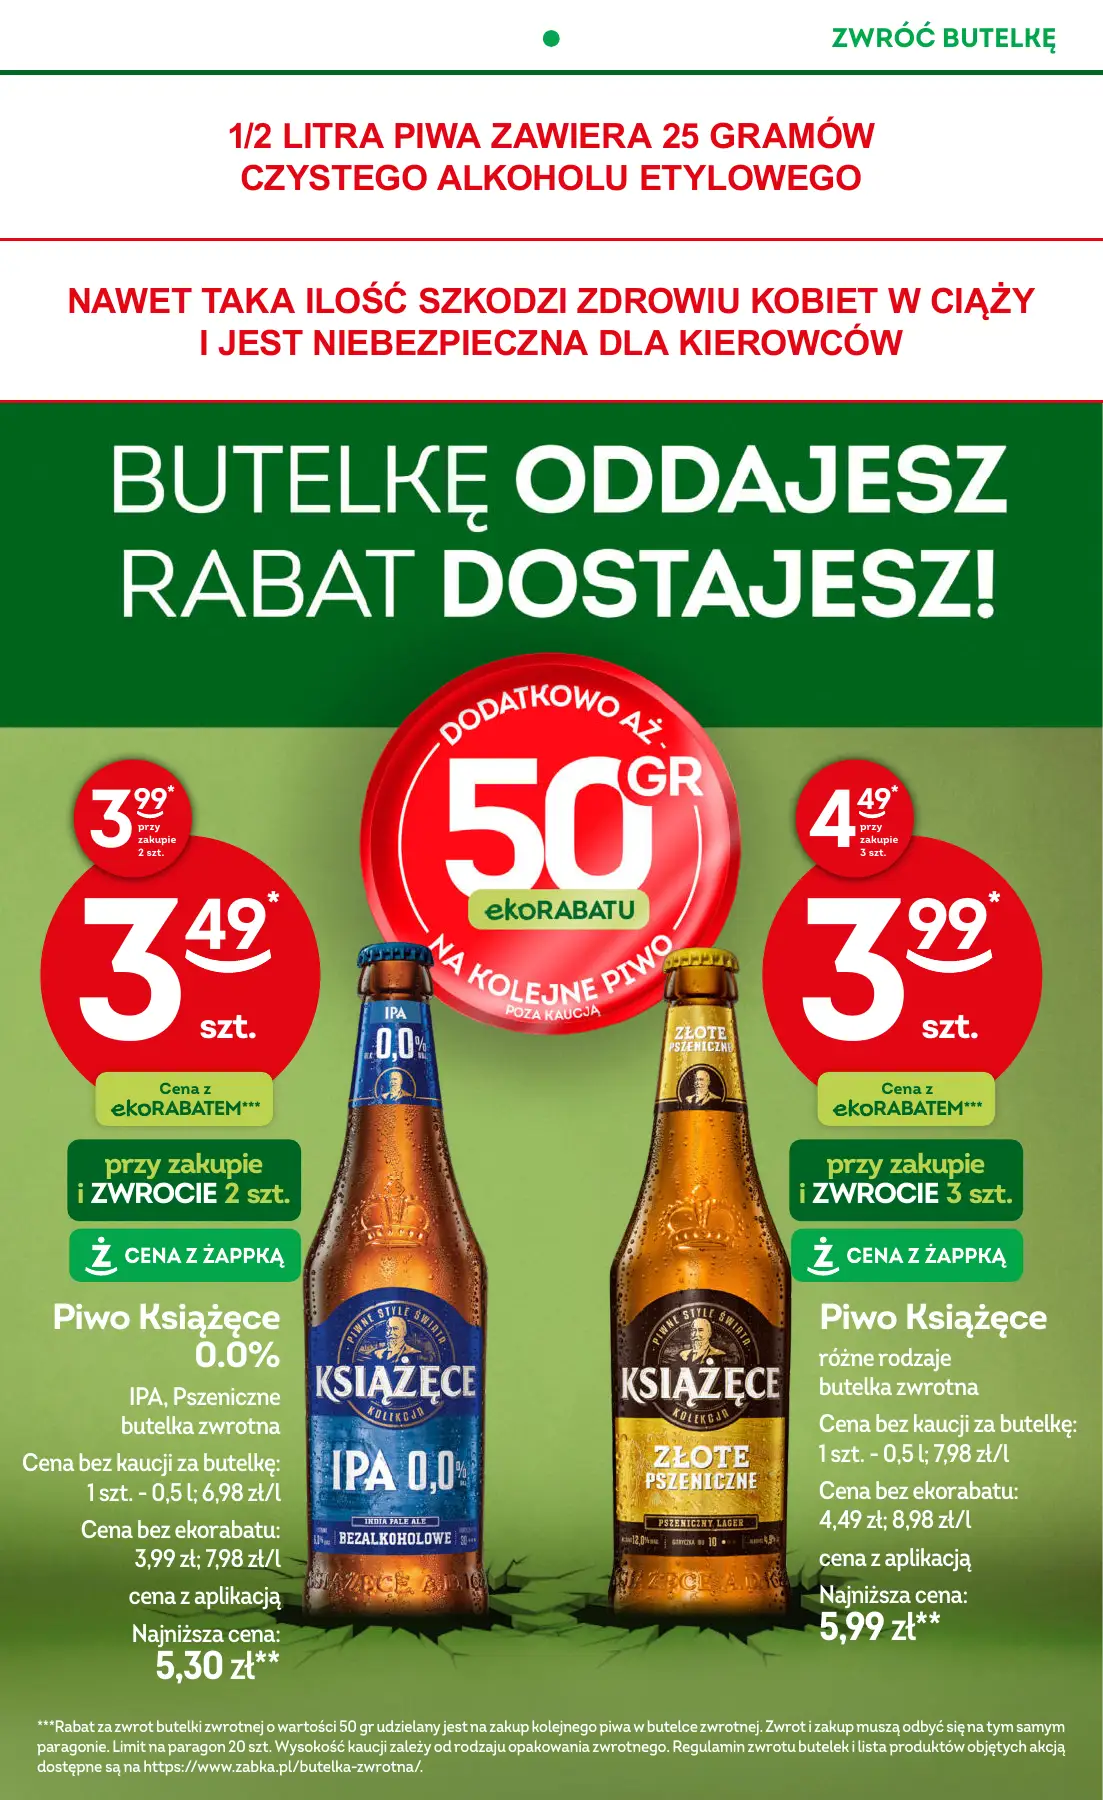 ZWRÓĆ BUTELKĘ
1/2 LITRA PIWA ZAWIERA 25 GRAMÓW
CZYSTEGO ALKOHOLU ETYLOWEGO
NAWET TAKA ILOŚĆ SZKODZI ZDROWIU KOBIET W CIĄŻY
I JEST NIEBEZPIECZNA DLA KIEROWCÓW
BUTELKĘ ODDAJESZ
RABAT DOSTAJESZ!
DODATKOWO AŻ
50 GR
ekoRABATU
NA KOLEJNE PIWO
POZA KAUCJĄ
3 99*
przy
zakupie
2 szt.
3 49*
szt.
Cena z
ekoRABATEM***
przy zakupie
i ZWROCIE 2 szt.
Ż CENA Z ŻAPPKĄ
Piwo Książęce
0.0%
IPA, Pszeniczne
butelka zwrotna
Cena bez kaucji za butelkę:
1 szt. - 0,5 l; 6,98 zł/l
Cena bez ekorabatu:
3,99 zł; 7,98 zł/l
cena z aplikacją
Najniższa cena:
5,30 zł**
IPA
0,0%
PIWNE STYLE ŚWIATA
KSIĄŻĘCE
KOLEKCJA
IPA 0,0%
INDIA PALE ALE
BEZALKOHOLOWE
ZŁOTE
PSZENICZNE
PIWNE STYLE ŚWIATA
KSIĄŻĘCE
KOLEKCJA
ZŁOTE
PSZENICZNE
PSZENICZNY LAGER
4 49*
przy
zakupie
3 szt.
3 99*
szt.
Cena z
ekoRABATEM***
przy zakupie
i ZWROCIE 3 szt.
Ż CENA Z ŻAPPKĄ
Piwo Książęce
różne rodzaje
butelka zwrotna
Cena bez kaucji za butelkę:
1 szt. - 0,5 l; 7,98 zł/l
Cena bez ekorabatu:
4,49 zł; 8,98 zł/l
cena z aplikacją
Najniższa cena:
5,99 zł**
***Rabat za zwrot butelki zwrotnej o wartości 50 gr udzielany jest na zakup kolejnego piwa w butelce zwrotnej. Zwrot i zakup muszą odbyć się na tym samym
paragonie. Limit na paragon 20 szt. Wysokość kaucji zależy od rodzaju opakowania zwrotnego. Regulamin zwrotu butelek i lista produktów objętych akcją
dostępne są na https://www.zabka.pl/butelka-zwrotna/.